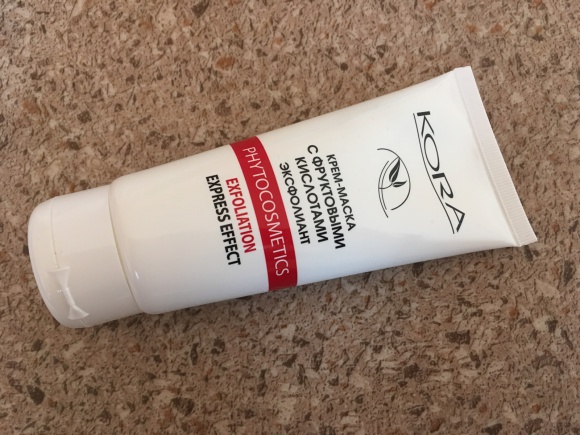 KORA
КРЕМ-МАСКА
С ФРУКТОВЫМИ
КИСЛОТАМИ
ЭКСФОЛИАНТ
PHYTOCOSMETICS
EXFOLIATION
EXPRESS EFFECT